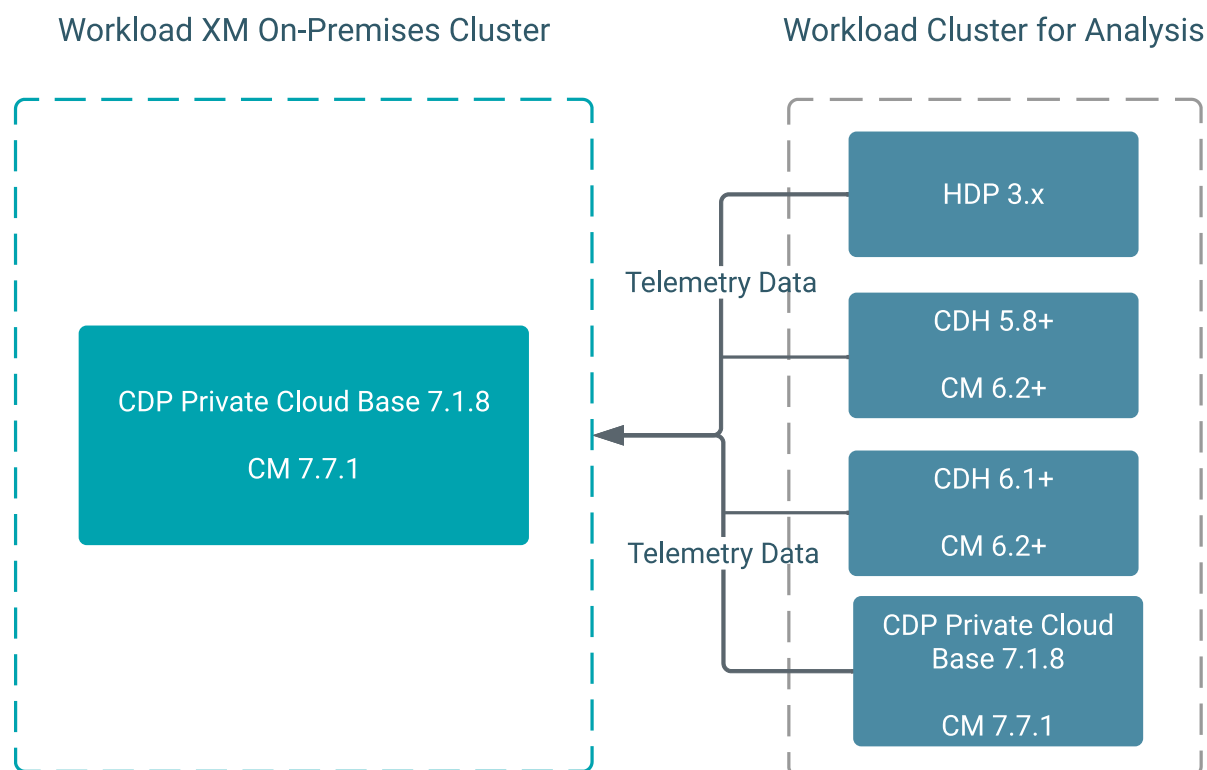 Workload XM On-Premises Cluster
Workload Cluster for Analysis
CDP Private Cloud Base 7.1.8
CM 7.7.1
Telemetry Data
Telemetry Data
HDP 3.x
CDH 5.8+
CM 6.2+
CDH 6.1+
CM 6.2+
CDP Private Cloud
Base 7.1.8
CM 7.7.1